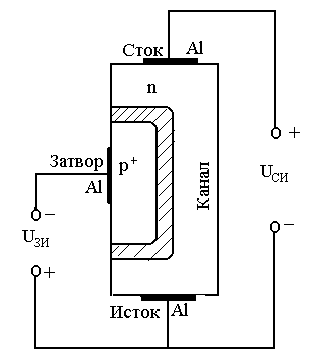 Сток Al
n
+
Затвор
p+
Канал
Al
UСИ
−
UЗИ
−
+
Исток Al